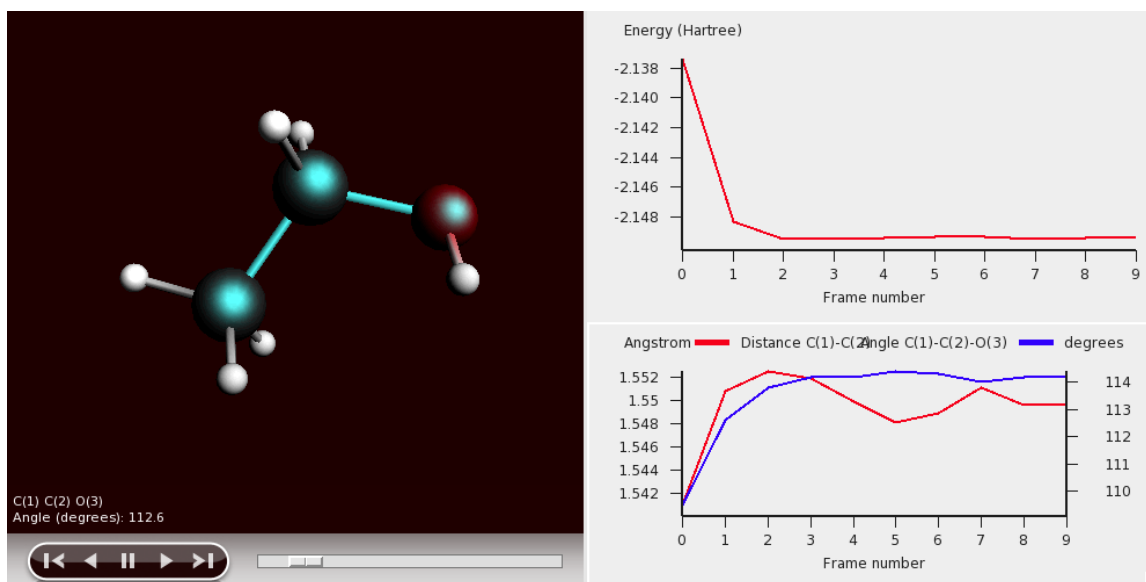 Energy (Hartree)
-2.138
-2.140
-2.142
-2.144
-2.146
-2.148
0 1 2 3 4 5 6 7 8 9
Frame number
Angstrom Distance C(1)-C(2) Angle C(1)-C(2)-O(3) degrees
1.552
1.55
1.548
1.546
1.544
1.542
114
113
112
111
110
0 1 2 3 4 5 6 7 8 9
Frame number
C(1) C(2) O(3)
Angle (degrees): 112.6